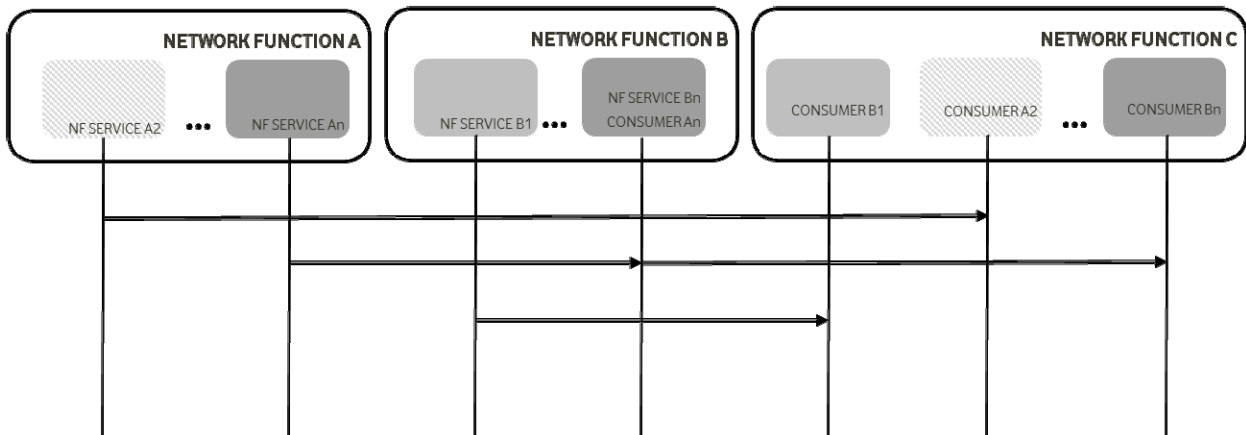 NETWORK FUNCTION A
NF SERVICE A2
...
NF SERVICE An
NETWORK FUNCTION B
NF SERVICE B1
...
NF SERVICE Bn
CONSUMER An
NETWORK FUNCTION C
CONSUMER B1
CONSUMER A2
...
CONSUMER Bn